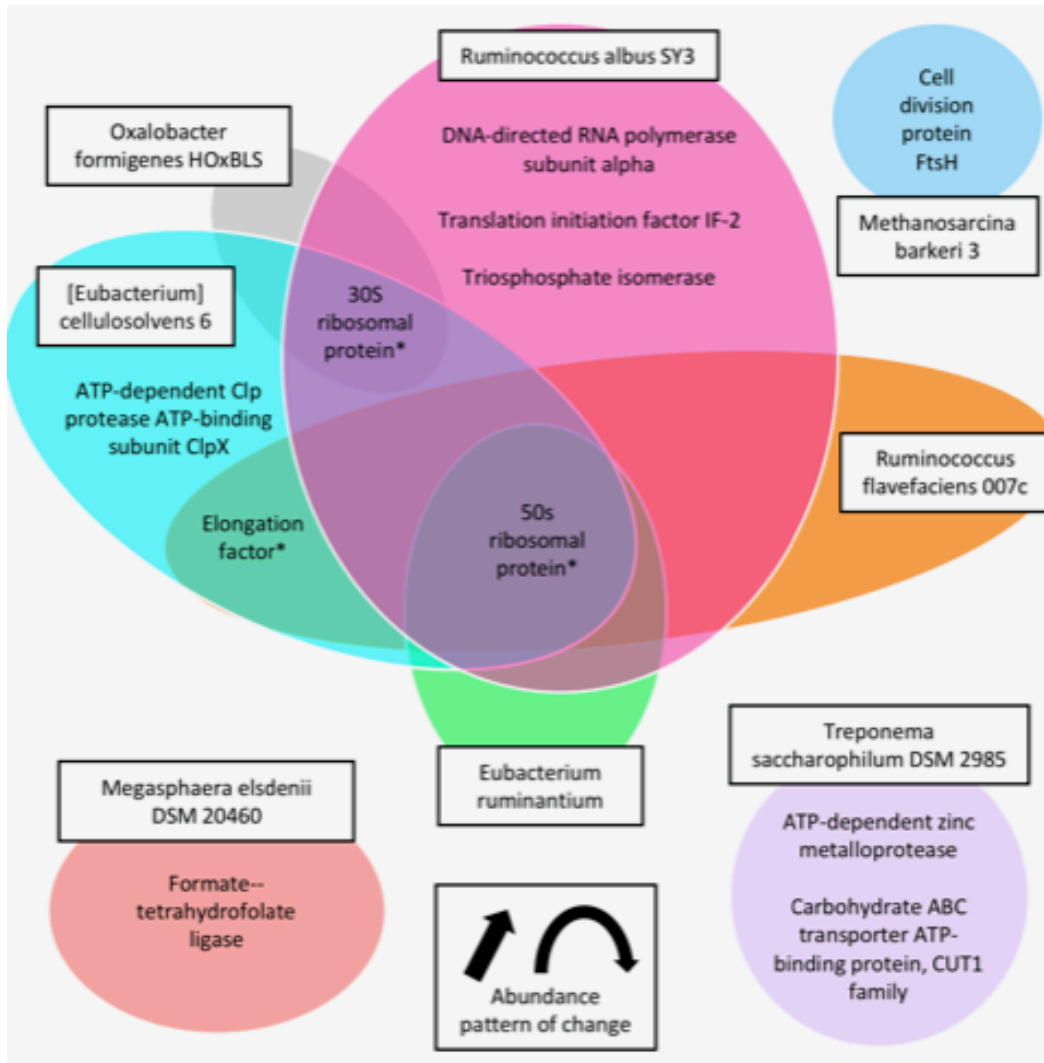 Ruminococcus albus SY3
DNA-directed RNA polymerase
subunit alpha
Translation initiation factor IF-2
Triosphosphate isomerase
Cell
division
protein
FtsH
Methanosarcina
barkeri 3
Oxalobacter
formigenes HOxBLS
[Eubacterium]
cellulosolvens 6
30S
ribosomal
protein*
ATP-dependent Clp
protease ATP-binding
subunit ClpX
Ruminococcus
flavefaciens 007c
Elongation
factor*
50s
ribosomal
protein*
Eubacterium
ruminantium
Treponema
saccharophilum DSM 2985
ATP-dependent zinc
metalloprotease
Carbohydrate ABC
transporter ATP-
binding protein, CUT1
family
Megasphaera elsdenii
DSM 20460
Formate--
tetrahydrofolate
ligase
Abundance
pattern of change